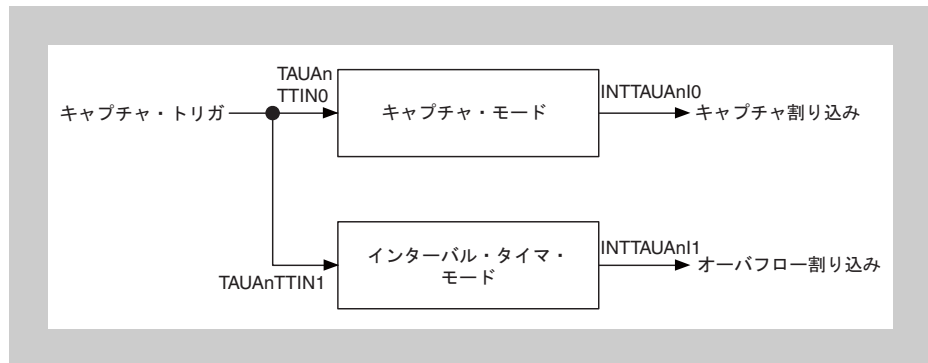 TAUAn
TTIN0
キャプチャ・トリガ
キャプチャ・モード
INTTAUAnI0
キャプチャ割り込み
TAUAnTTIN1
インターバル・タイマ・
モード
INTTAUAnI1
オーバフロー割り込み